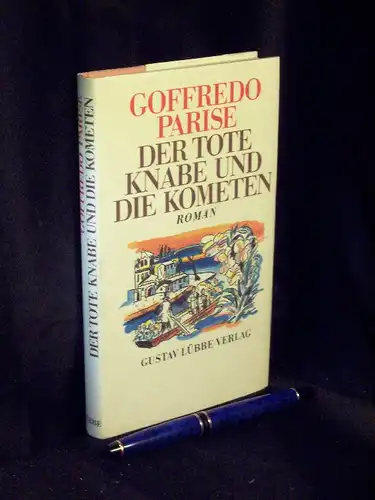 GOFFREDO
PARISE
DER TOTE
KNABE UND
DIE KOMETEN
ROMAN
GUSTAV LÜBBE VERLAG
GOFFREDO PARISE
DER TOTE KNABE UND DIE KOMETEN